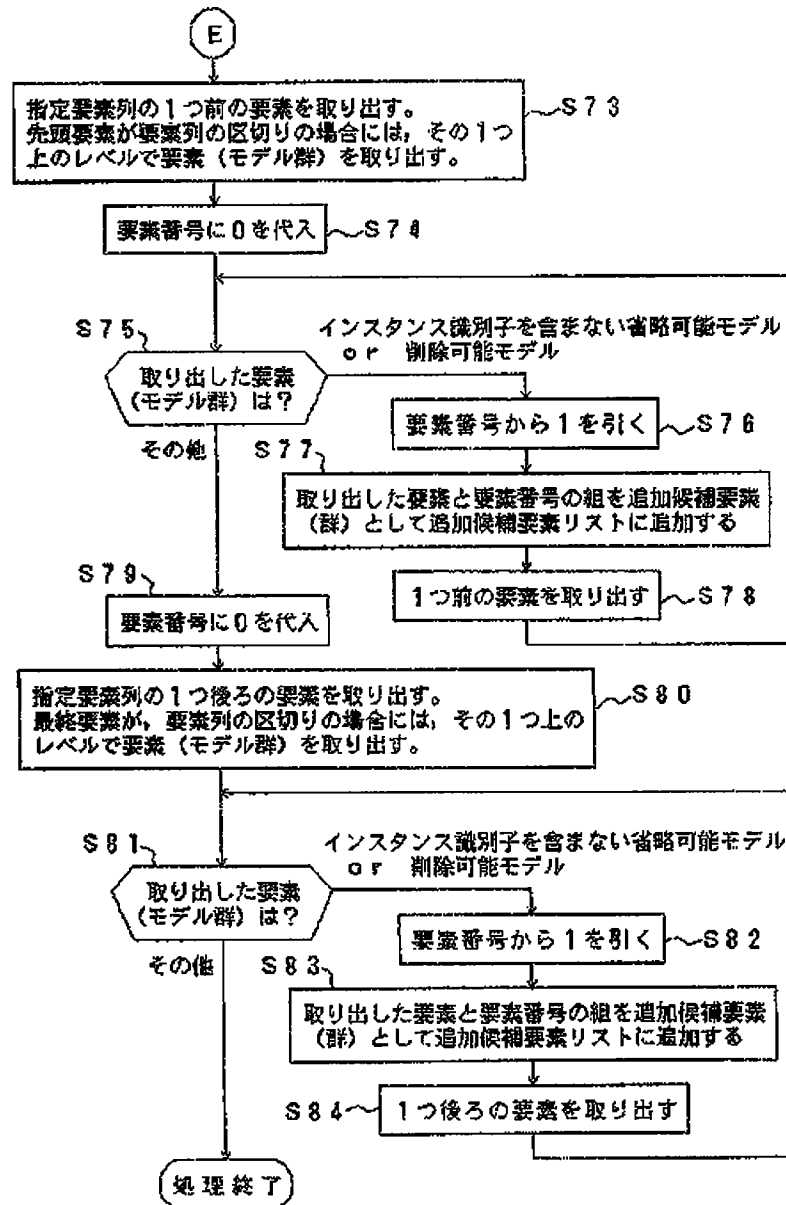 E
指定要素列の1つ前の要素を取り出す。
先頭要素が要素列の区切りの場合には,その1つ
上のレベルで要素(モデル群)を取り出す。
S73
要素番号に0を代入
S74
S75
インスタンス識別子を含まない省略可能モデル
or 削除可能モデル
取り出した要素
(モデル群)は?
その他
要素番号から1を引く
S76
S77
取り出した要素と要素番号の組を追加候補要素
(群)として追加候補要素リストに追加する
1つ前の要素を取り出す
S78
S79
要素番号に0を代入
指定要素列の1つ後ろの要素を取り出す。
最終要素が,要素列の区切りの場合には,その1つ上の
レベルで要素(モデル群)を取り出す。
S80
S81
インスタンス識別子を含まない省略可能モデル
or 削除可能モデル
取り出した要素
(モデル群)は?
その他
要素番号から1を引く
S82
S83
取り出した要素と要素番号の組を追加候補要素
(群)として追加候補要素リストに追加する
S84
1つ後ろの要素を取り出す
処理終了